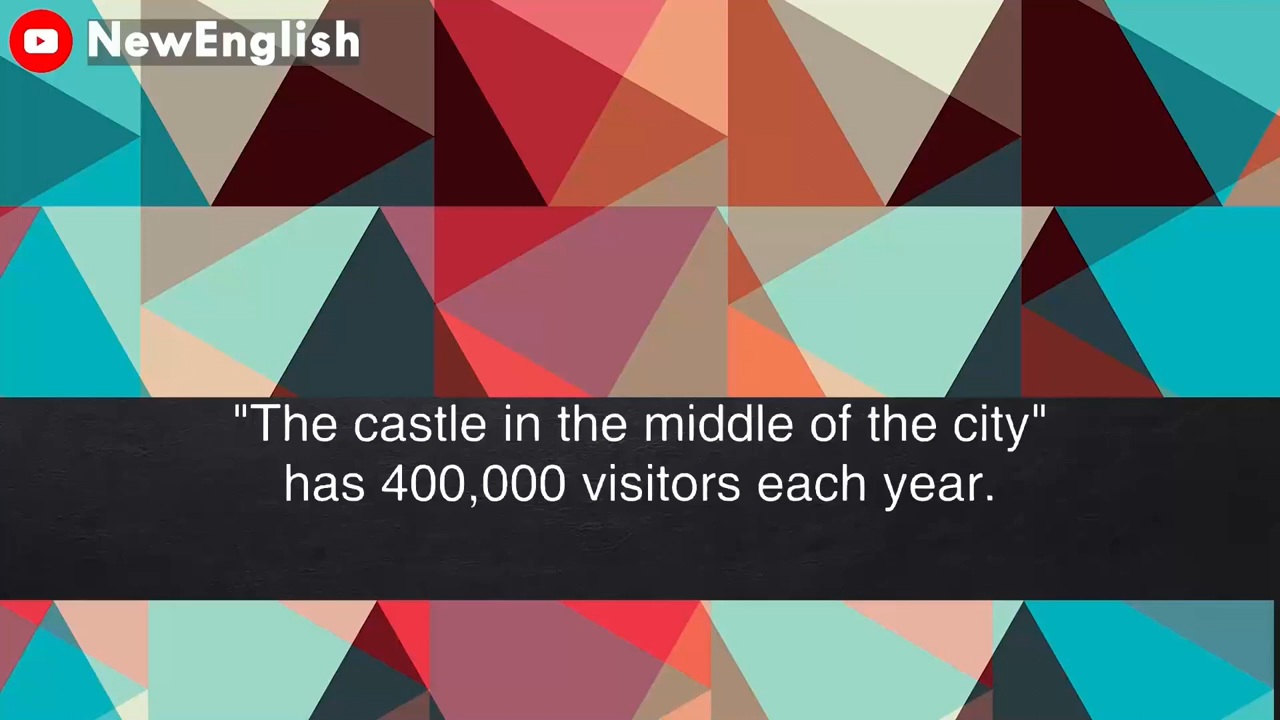 NewEnglish
"The castle in the middle of the city"
has 400,000 visitors each year.